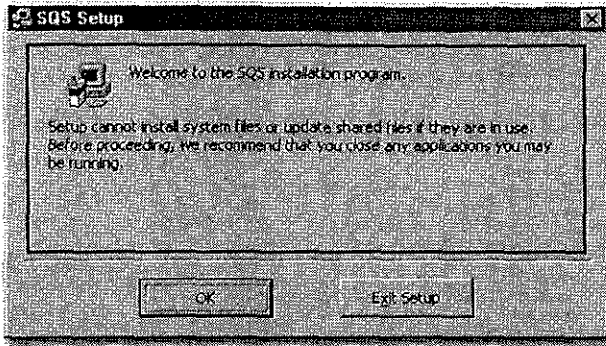 SQS Setup
Welcome to the SQS installation program.
Setup cannot install system files or update shared files if they are in use.
Before proceeding, we recommend that you close any applications you may
be running.
OK
Exit Setup